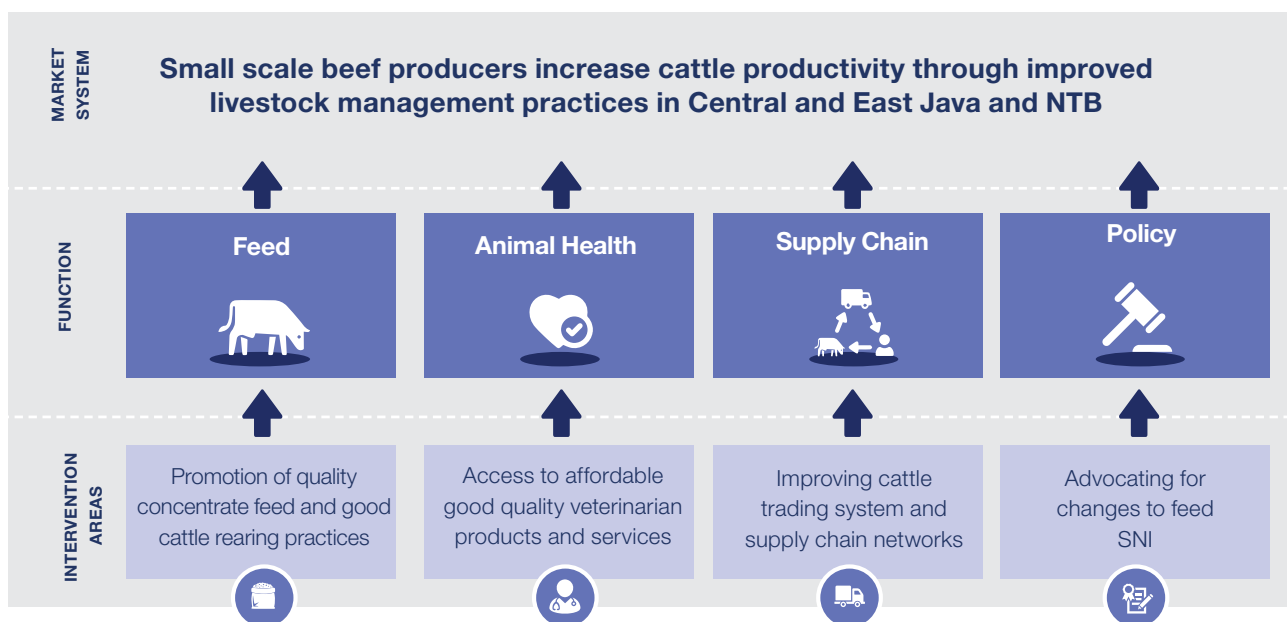 MARKET
SYSTEM
Small scale beef producers increase cattle productivity through improved
livestock management practices in Central and East Java and NTB
FUNCTION
Feed
Animal Health
Supply Chain
Policy
INTERVENTION
AREAS
Promotion of quality
concentrate feed and good
cattle rearing practices
Access to affordable
good quality veterinarian
products and services
Improving cattle
trading system and
supply chain networks
Advocating for
changes to feed
SNI